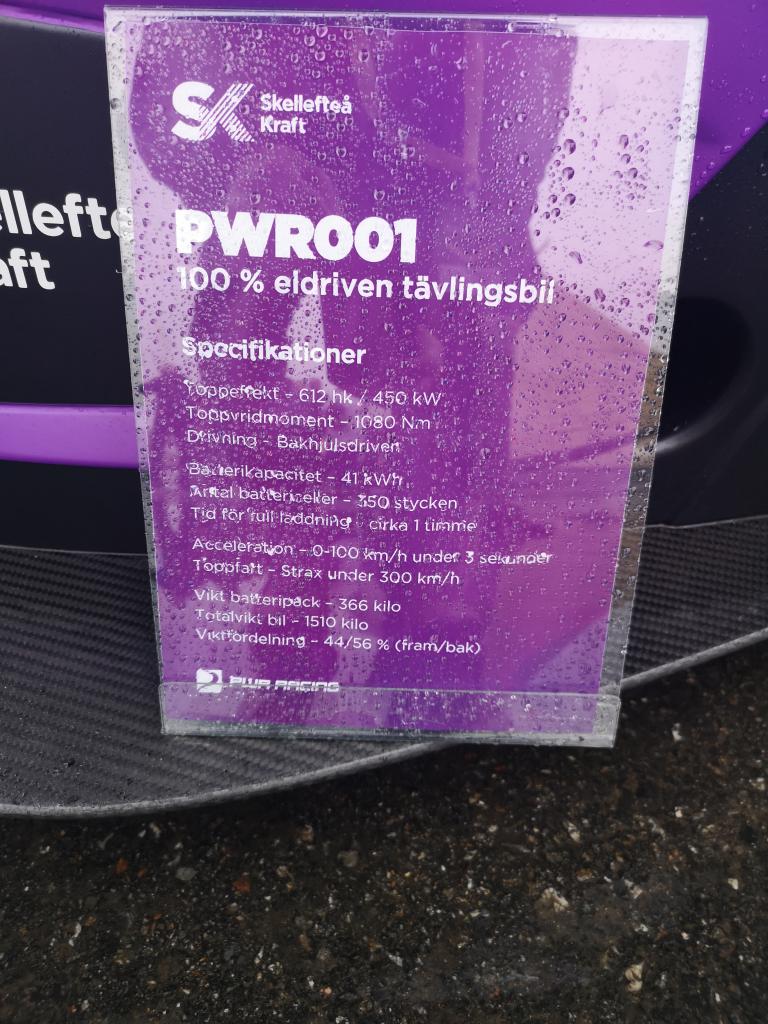 Skellefteå
Kraft
PWR001
100 % eldriven tävlingsbil
Specifikationer
Toppeffekt – 612 hk / 450 kW
Toppvridmoment – 1080 Nm
Drivning – Bakhjulsdriven
Batterikapacitet – 41 kWh
Antal battericeller – 350 stycken
Tid för full laddning – cirka 1 timme
Acceleration – 0-100 km/h under 3 sekunder
Toppfart – Strax under 300 km/h
Vikt batteripack – 366 kilo
Totalvikt bil – 1510 kilo
Viktfördelning – 44/56 % (fram/bak)
PWR RACING
ellefte
aft